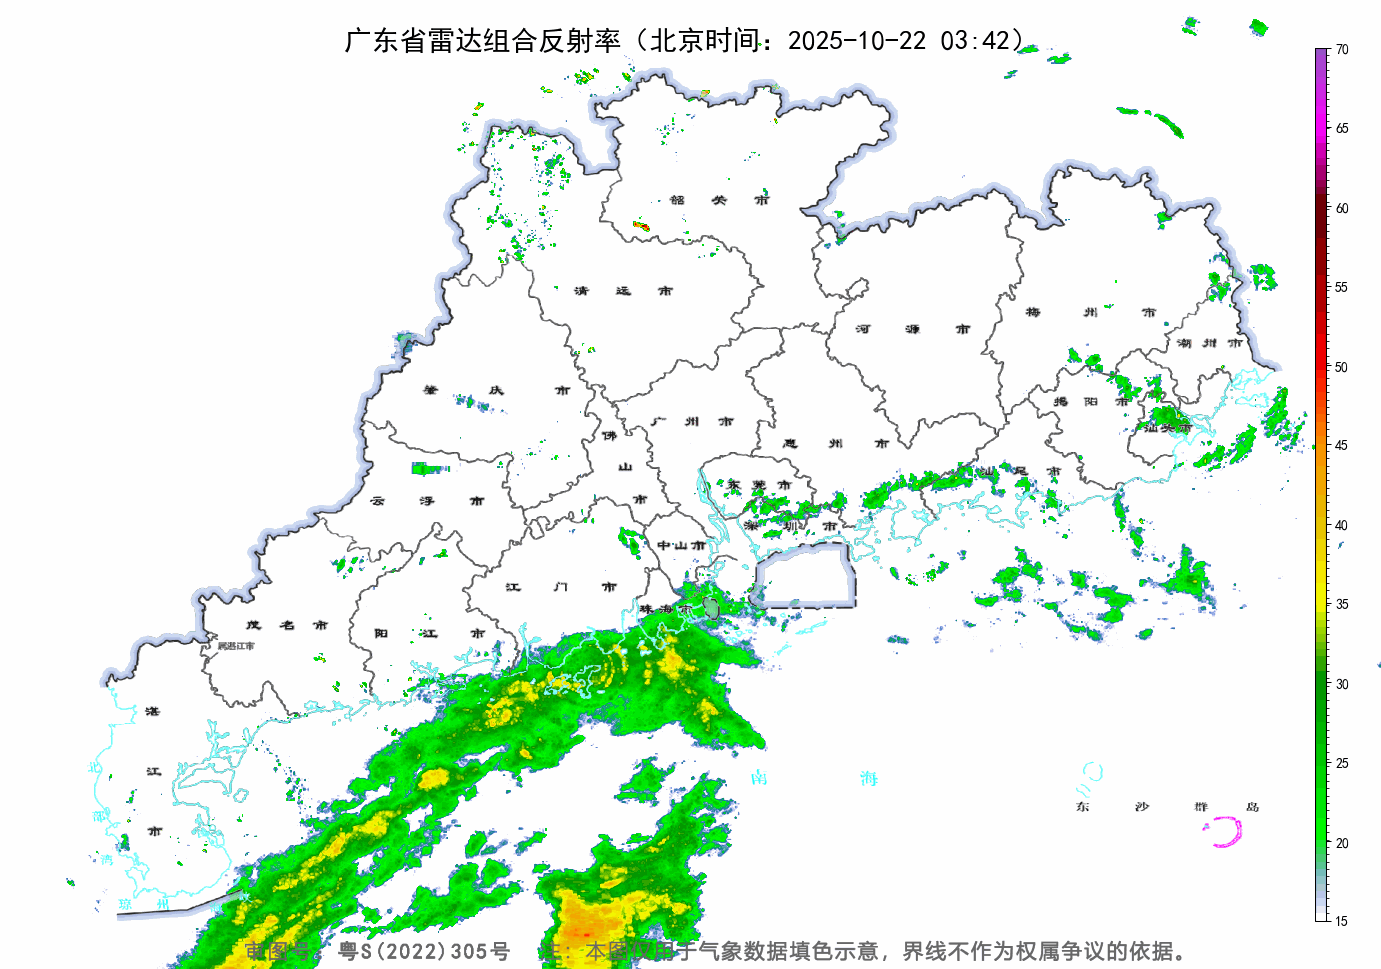 广东省雷达组合反射率（北京时间：2025-10-22 03:42）
70
65
60
55
50
45
40
35
30
25
20
15
韶关市
清远市
河源市
梅州市
潮州市
肇庆市
广州市
佛山市
惠州市
揭阳市
汕头市
云浮市
东莞市
汕尾市
深圳市
中山市
江门市
珠海市
茂名市
阳江市
属湛江市
湛江市
北部湾
南海
东沙群岛
琼州
审图号：粤S(2022)305号 注：本图仅用于气象数据填色示意，界线不作为权属争议的依据。